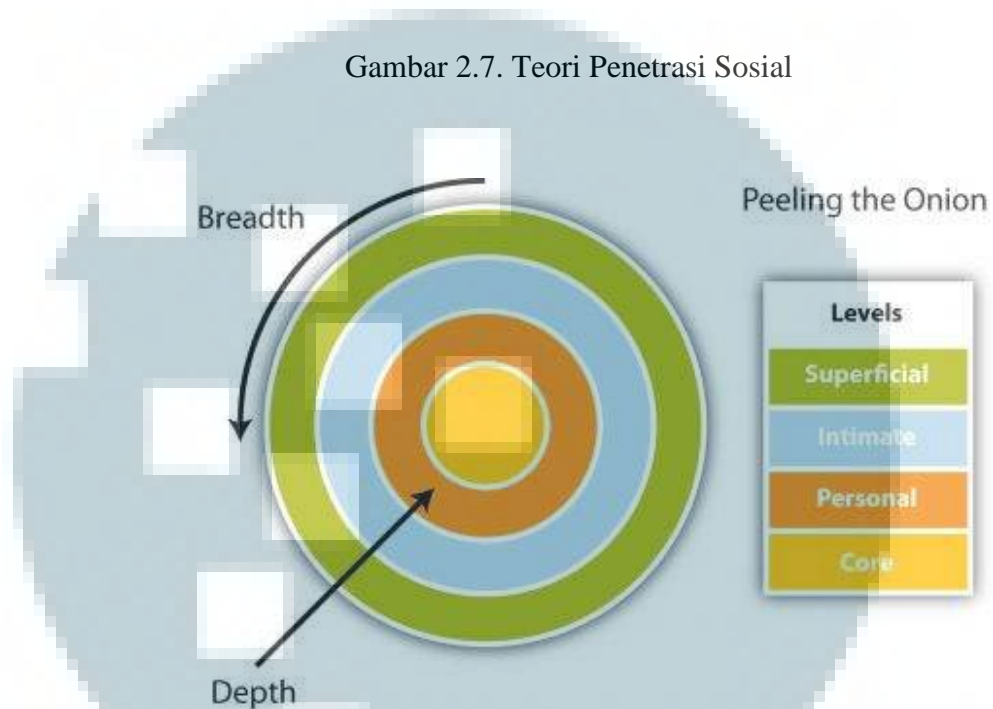 Gambar 2.7. Teori Penetrasi Sosial
Breadth
Peeling the Onion
Levels
Superficial
Intimate
Personal
Core
Depth